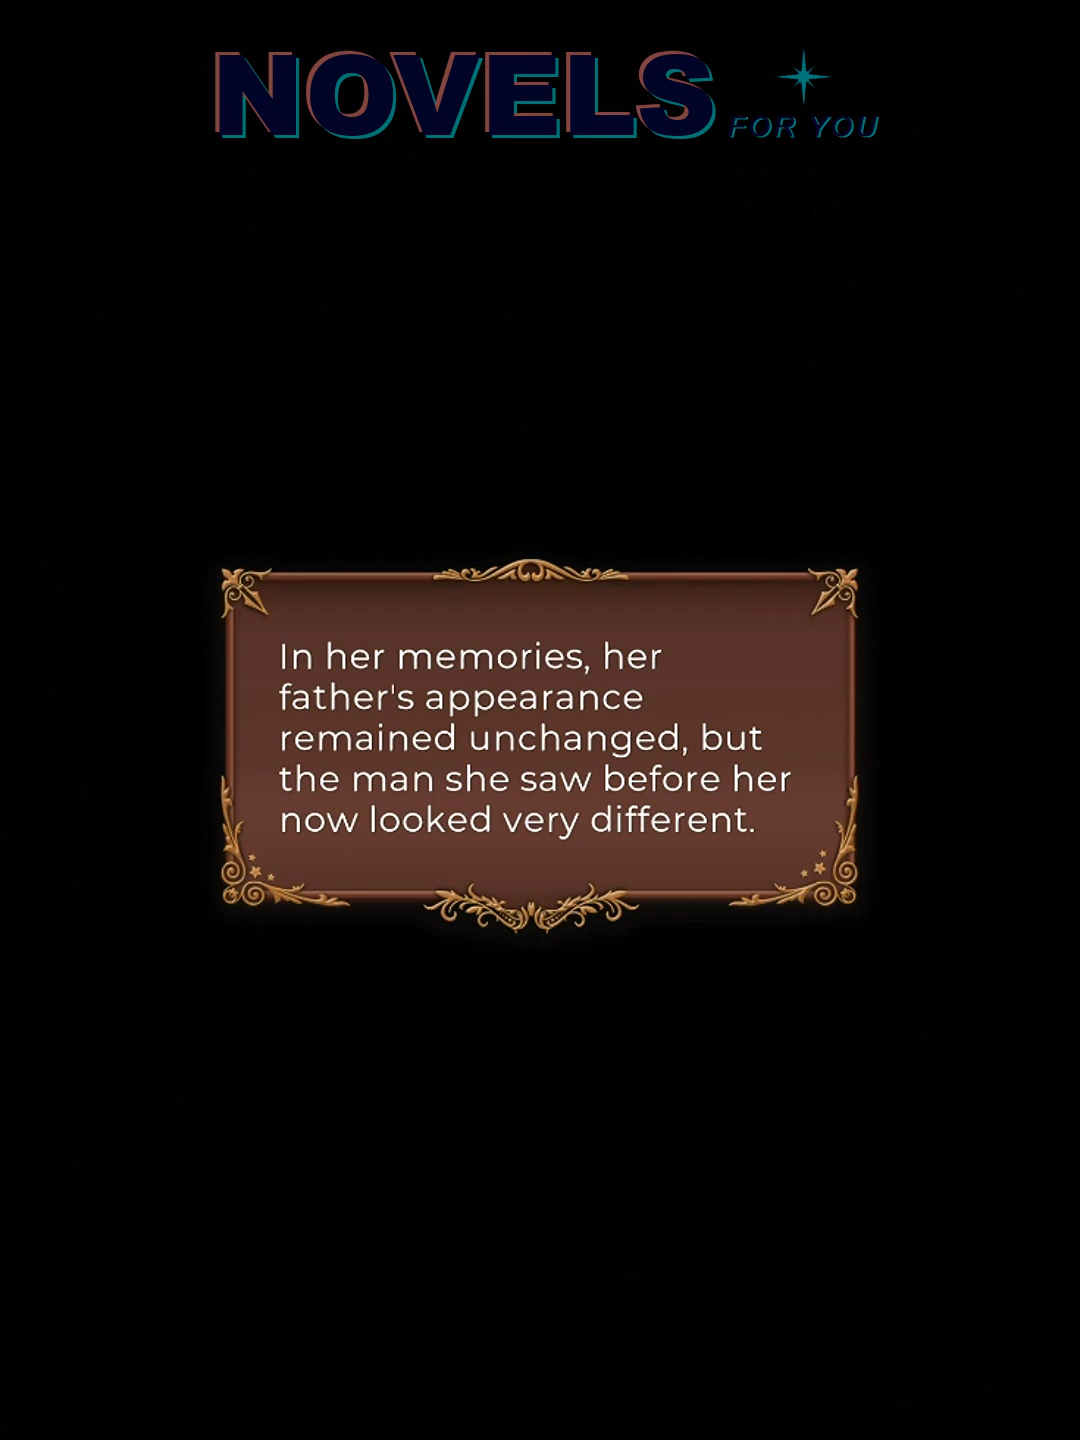 NOVELS
FOR YOU
In her memories, her
father's appearance
remained unchanged, but
the man she saw before her
now looked very different.